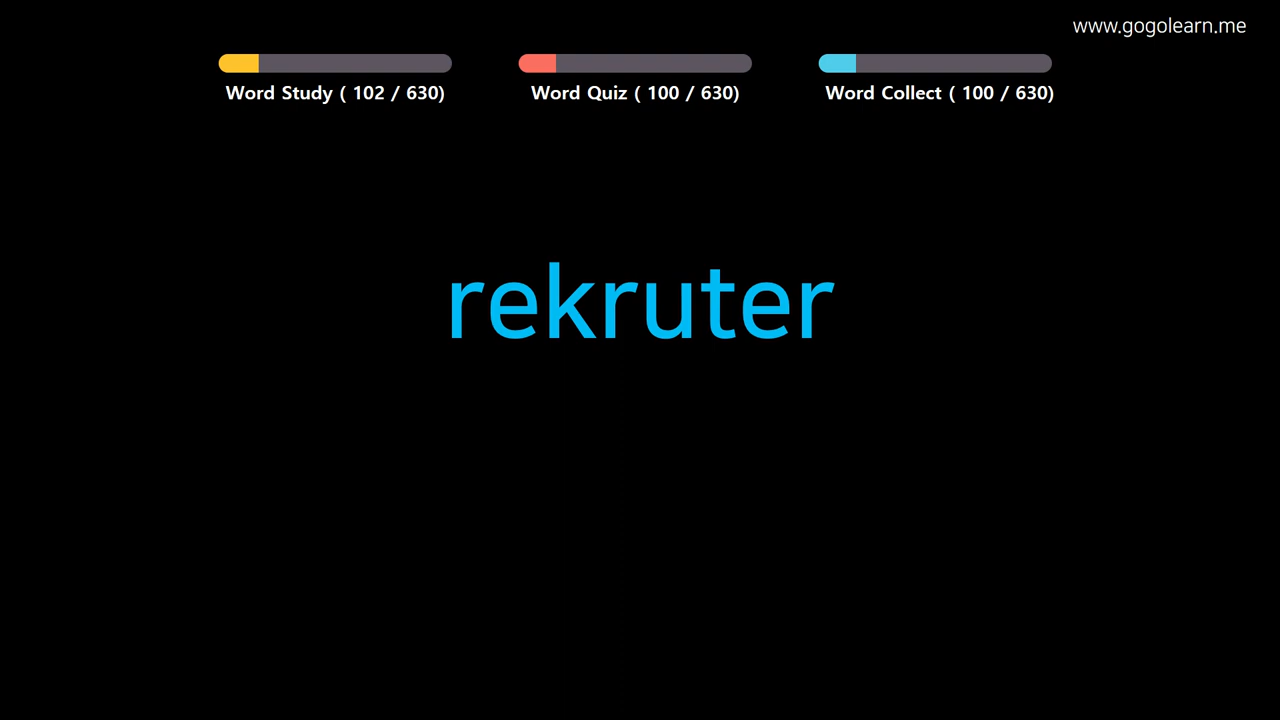 www.gogolearn.me
Word Study ( 102 / 630)
Word Quiz ( 100 / 630)
Word Collect ( 100 / 630)
rekruter